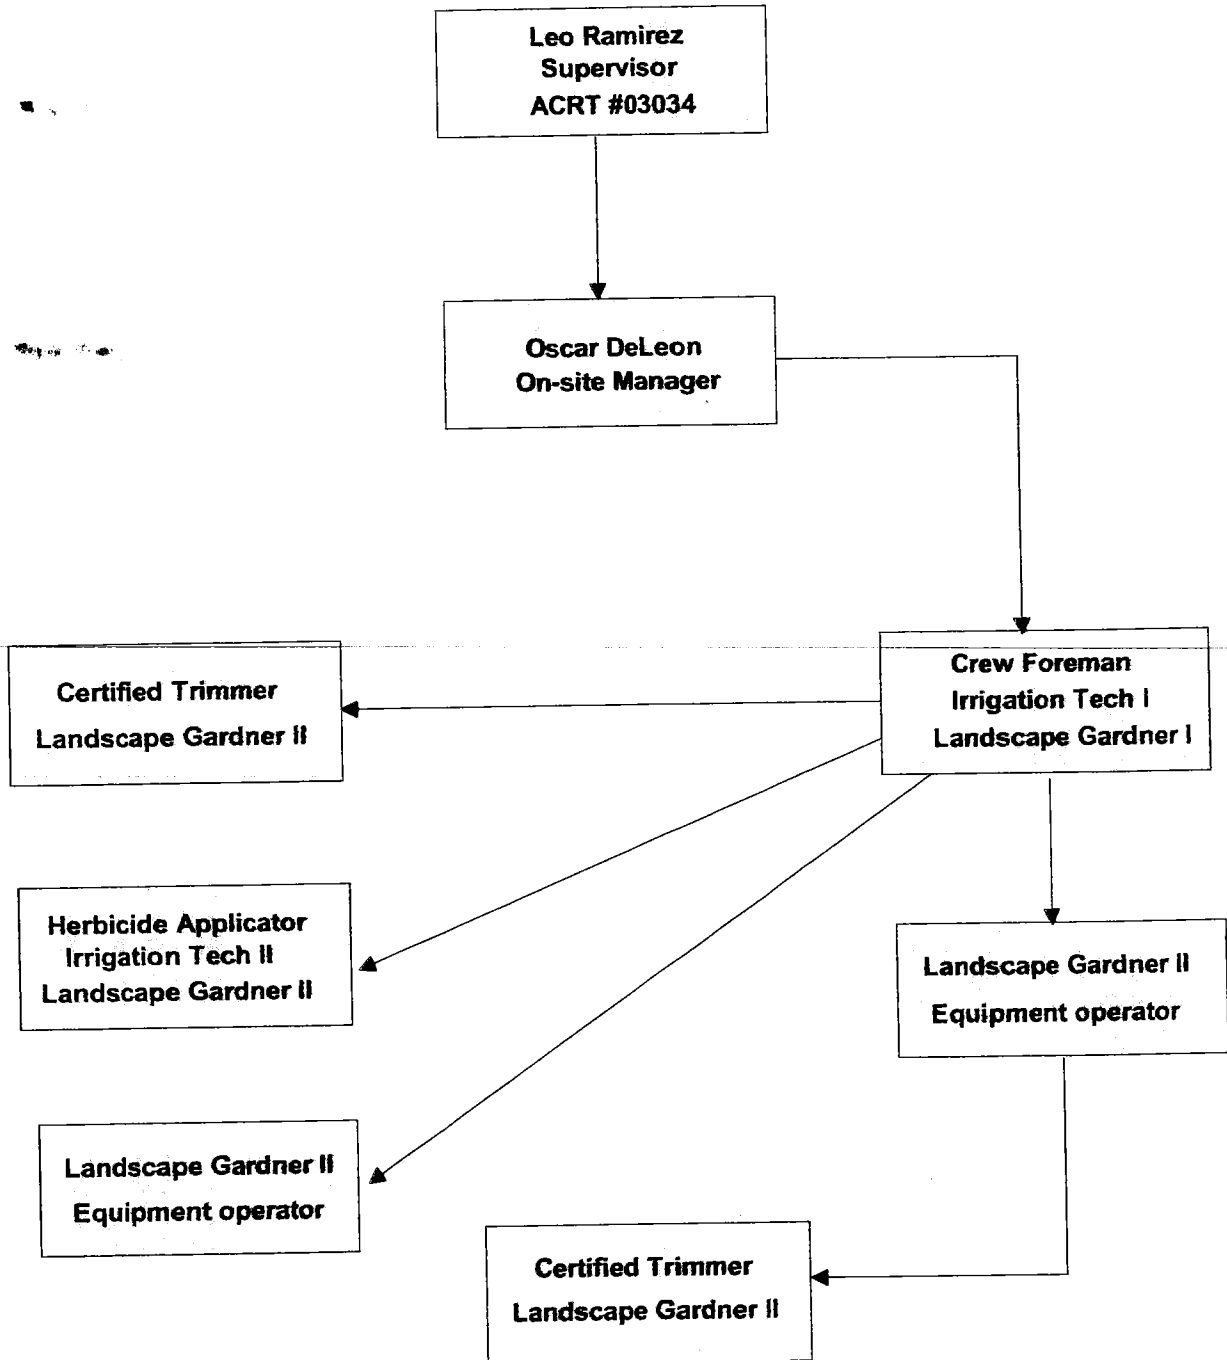 Leo Ramirez
Supervisor
ACRT #03034
Oscar DeLeon
On-site Manager
Crew Foreman
Irrigation Tech I
Landscape Gardner I
Certified Trimmer
Landscape Gardner II
Herbicide Applicator
Irrigation Tech II
Landscape Gardner II
Landscape Gardner II
Equipment operator
Landscape Gardner II
Equipment operator
Certified Trimmer
Landscape Gardner II